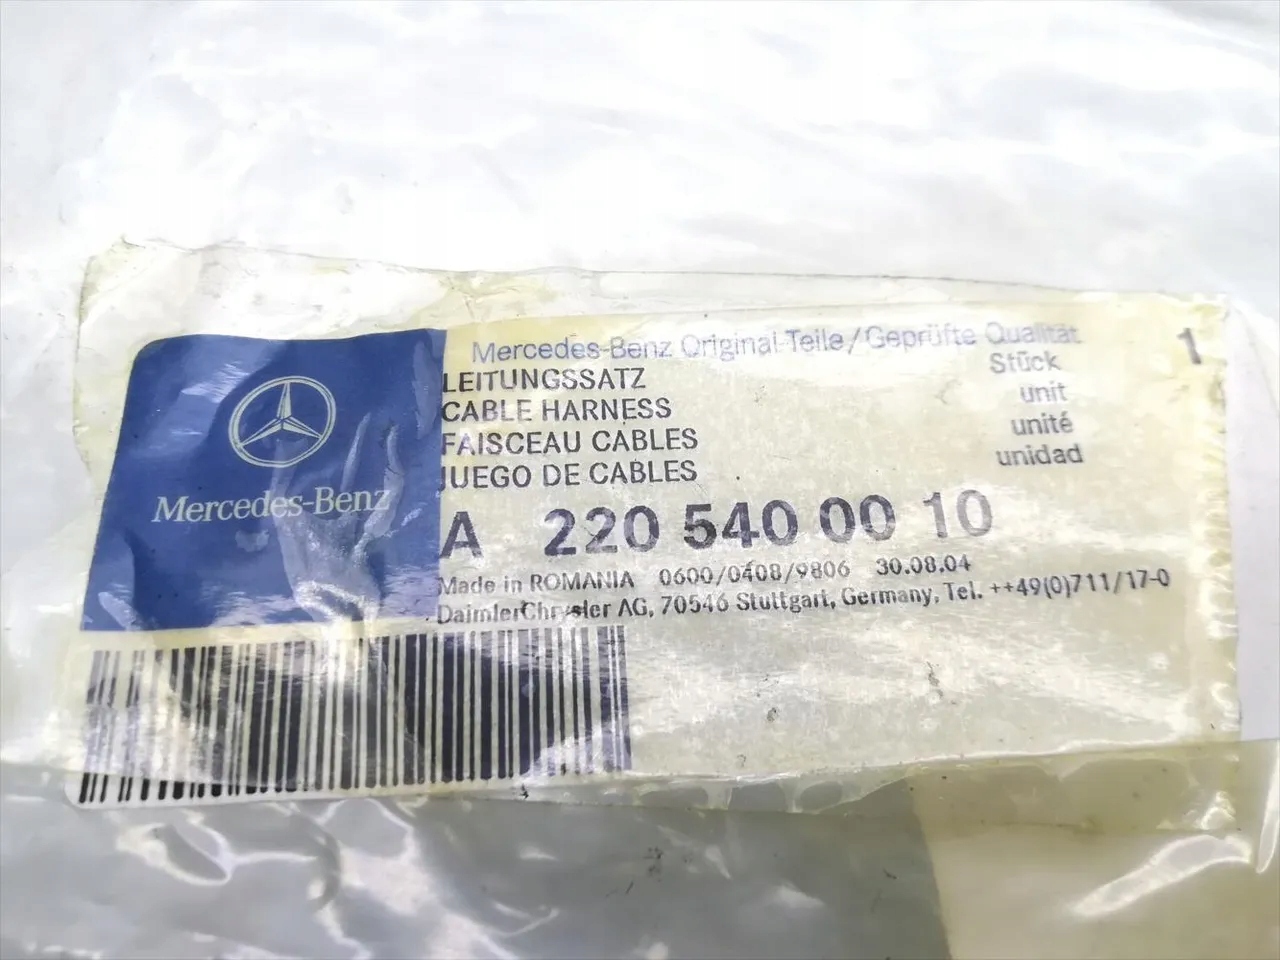 Mercedes-Benz Original-Teile/Geprüfte Qualität
LEITUNGSSATZ
CABLE HARNESS
FAISCEAU CABLES
JUEGO DE CABLES
Stück
unit
unité
unidad
1
Mercedes-Benz
A 220 540 00 10
Made in ROMANIA 0600/0408/9806 30.08.04
DaimlerChrysler AG, 70546 Stuttgart, Germany, Tel. ++49(0)711/17-0